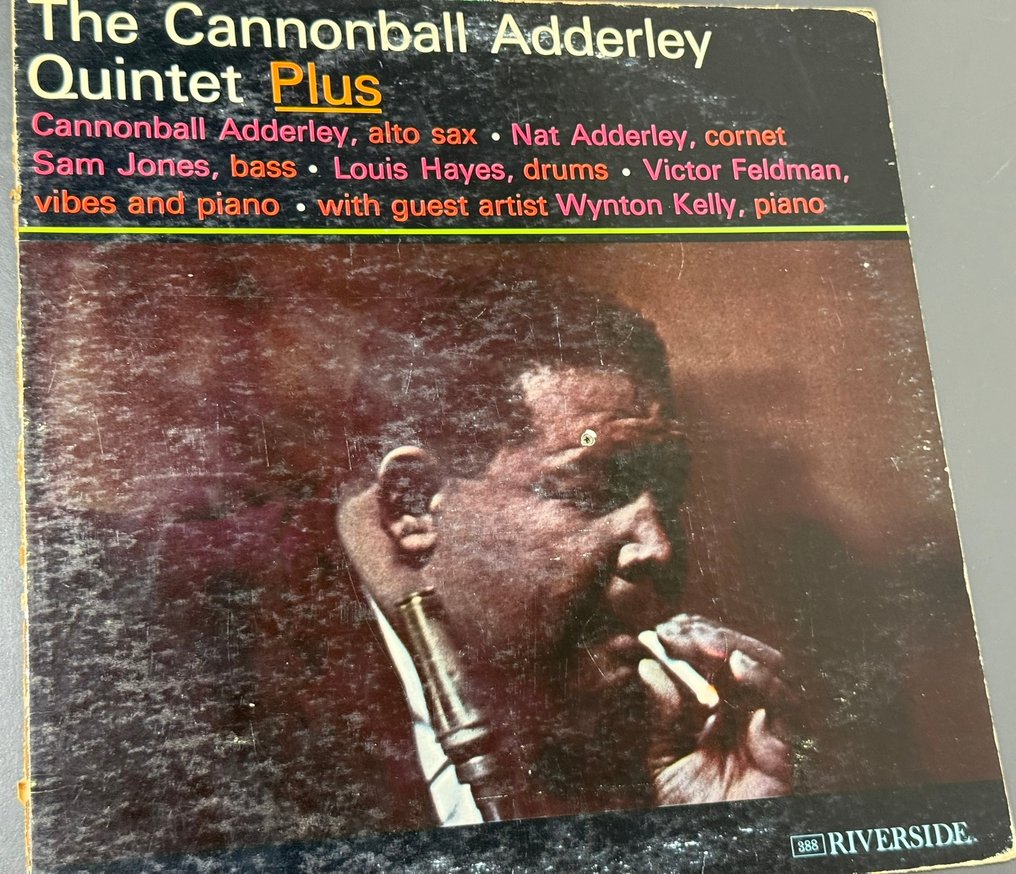 The Cannonball Adderley
Quintet Plus
Cannonball Adderley, alto sax • Nat Adderley, cornet
Sam Jones, bass • Louis Hayes, drums • Victor Feldman,
vibes and piano • with guest artist Wynton Kelly, piano
388 RIVERSIDE